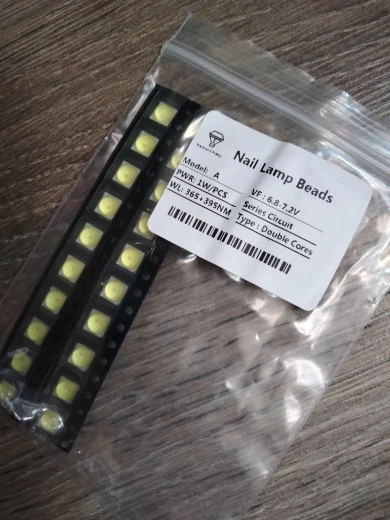 Nail Lamp Beads
Model: A
PWR: 1W/PCS
WL: 365+395NM
VF : 6.8-7.2V
Series Circuit
Type : Double Cores